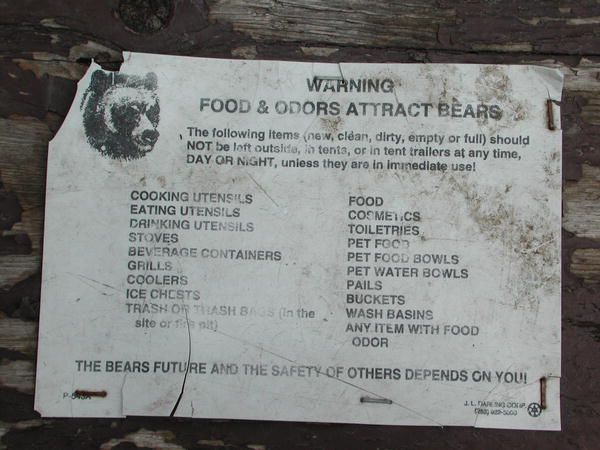 WARNING
FOOD & ODORS ATTRACT BEARS
The following items (new, clean, dirty, empty or full) should
NOT be left outside, in tents, or in tent trailers at any time,
DAY OR NIGHT, unless they are in immediate use!
COOKING UTENSILS
EATING UTENSILS
DRINKING UTENSILS
STOVES
BEVERAGE CONTAINERS
GRILLS
COOLERS
ICE CHESTS
TRASH OR TRASH BAGS (in the
site or fire pit)
FOOD
COSMETICS
TOILETRIES
PET FOOD
PET FOOD BOWLS
PET WATER BOWLS
PAILS
BUCKETS
WASH BASINS
ANY ITEM WITH FOOD
ODOR
THE BEARS FUTURE AND THE SAFETY OF OTHERS DEPENDS ON YOU!
J. L. DARLING CORP.